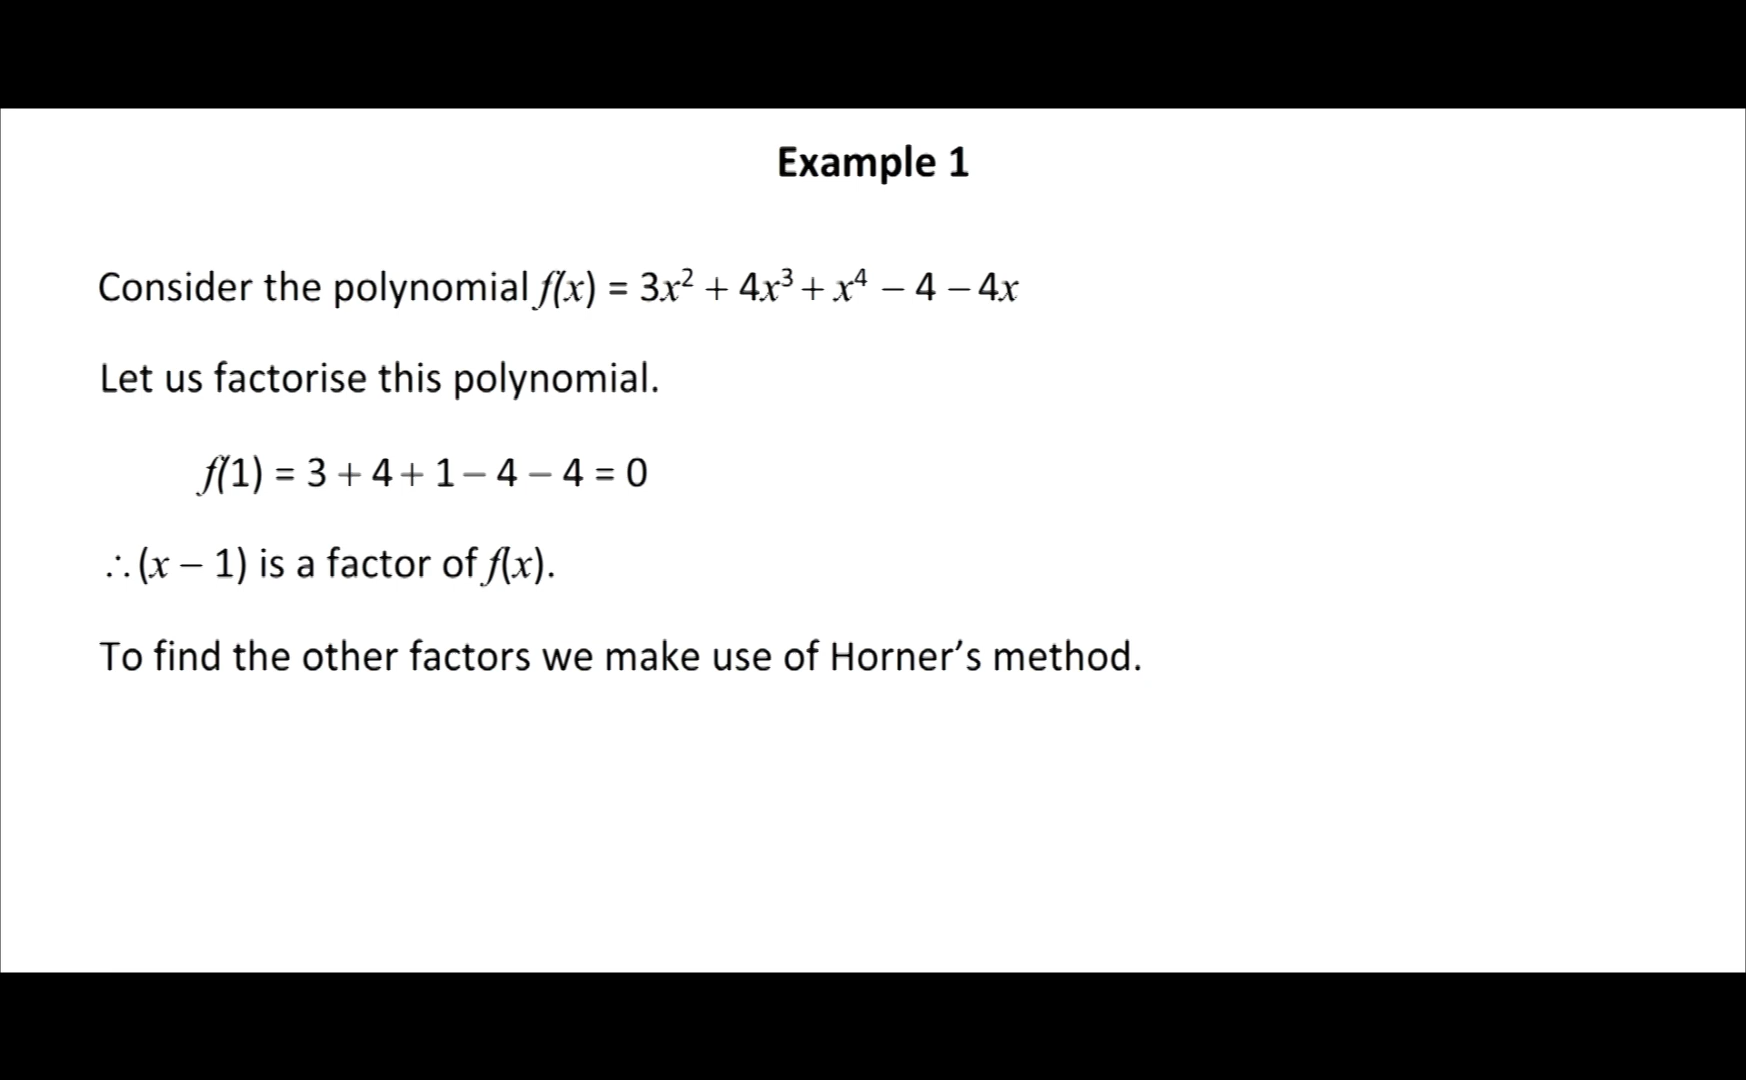 Example 1
Consider the polynomial f(x) = 3x² + 4x³ + x⁴ – 4 – 4x
Let us factorise this polynomial.
f(1) = 3 + 4 + 1 – 4 – 4 = 0
∴ (x – 1) is a factor of f(x).
To find the other factors we make use of Horner’s method.